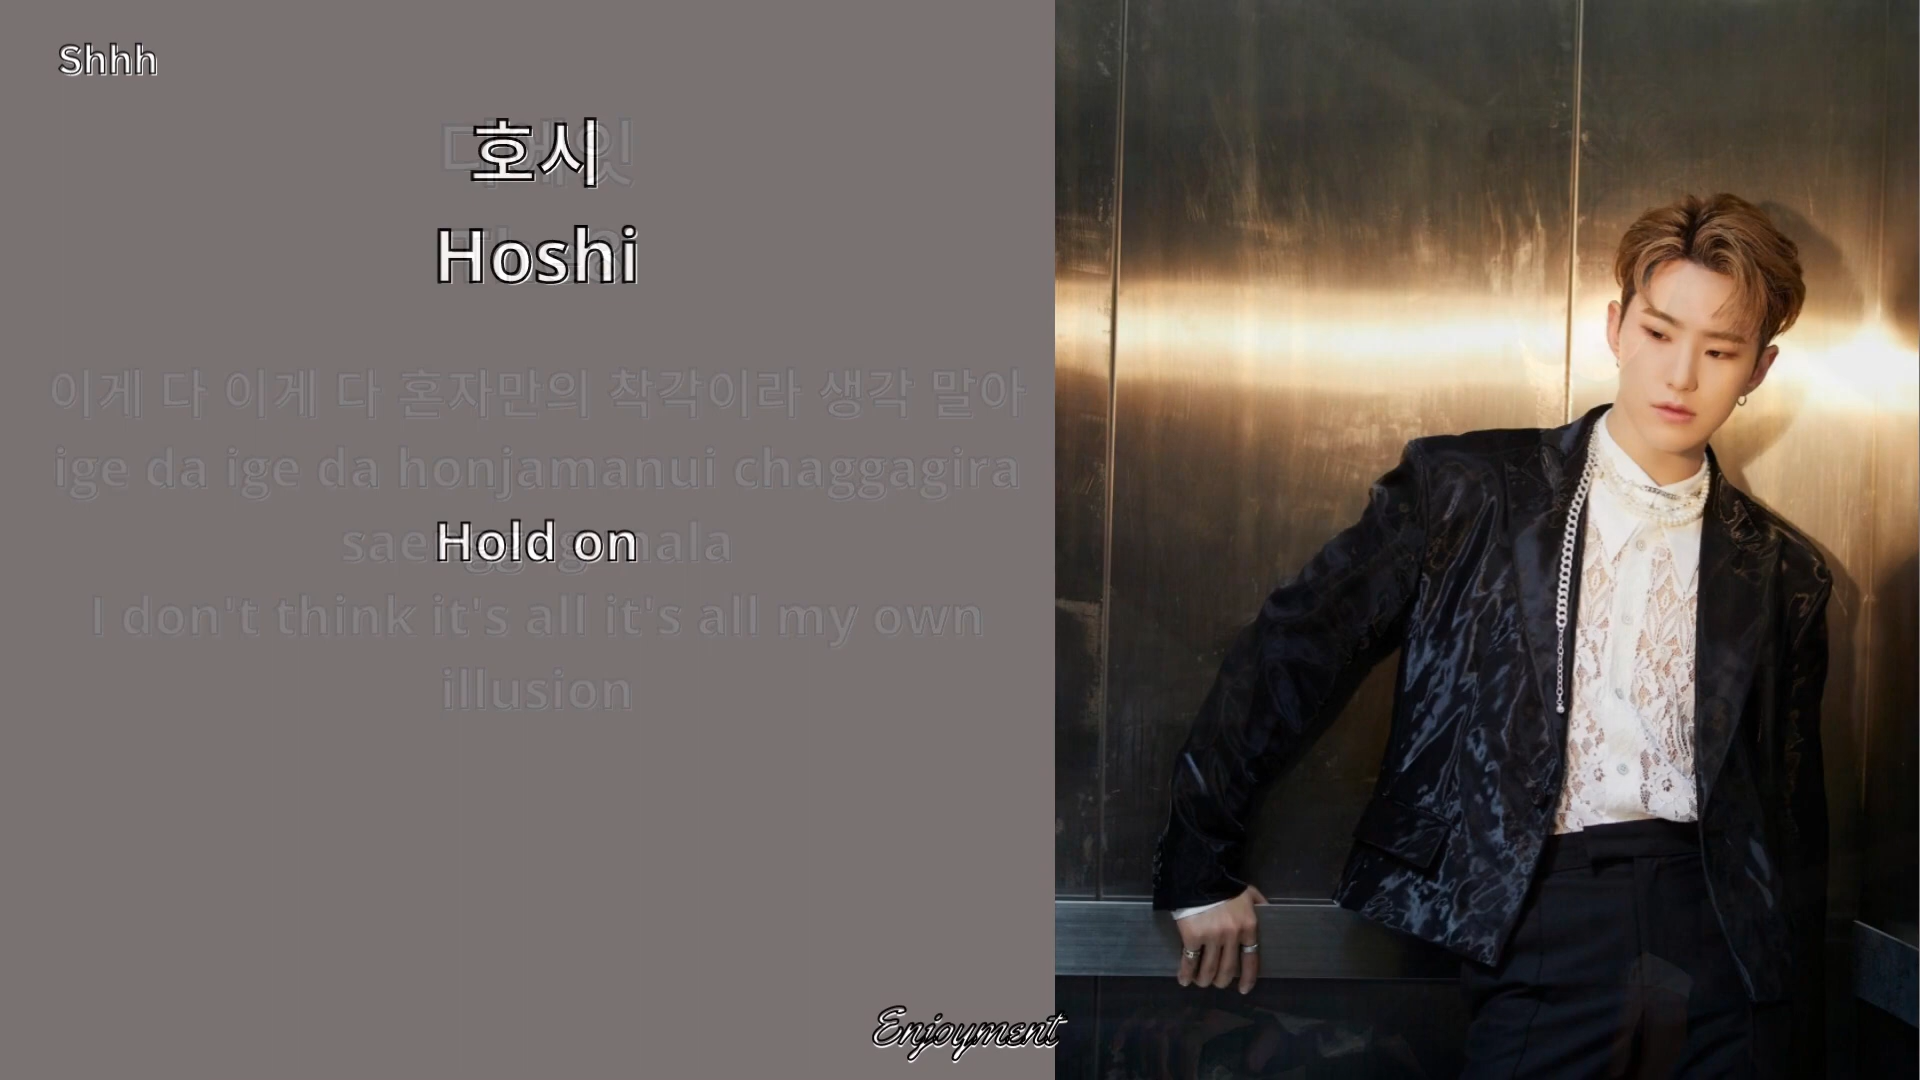 Shhh
호시
Hoshi
이게 다 이게 다 혼자만의 착각이라 생각 말아
ige da ige da honjamanui chaggagira
Hold on
I don't think it's all it's all my own
illusion
Enjoyment